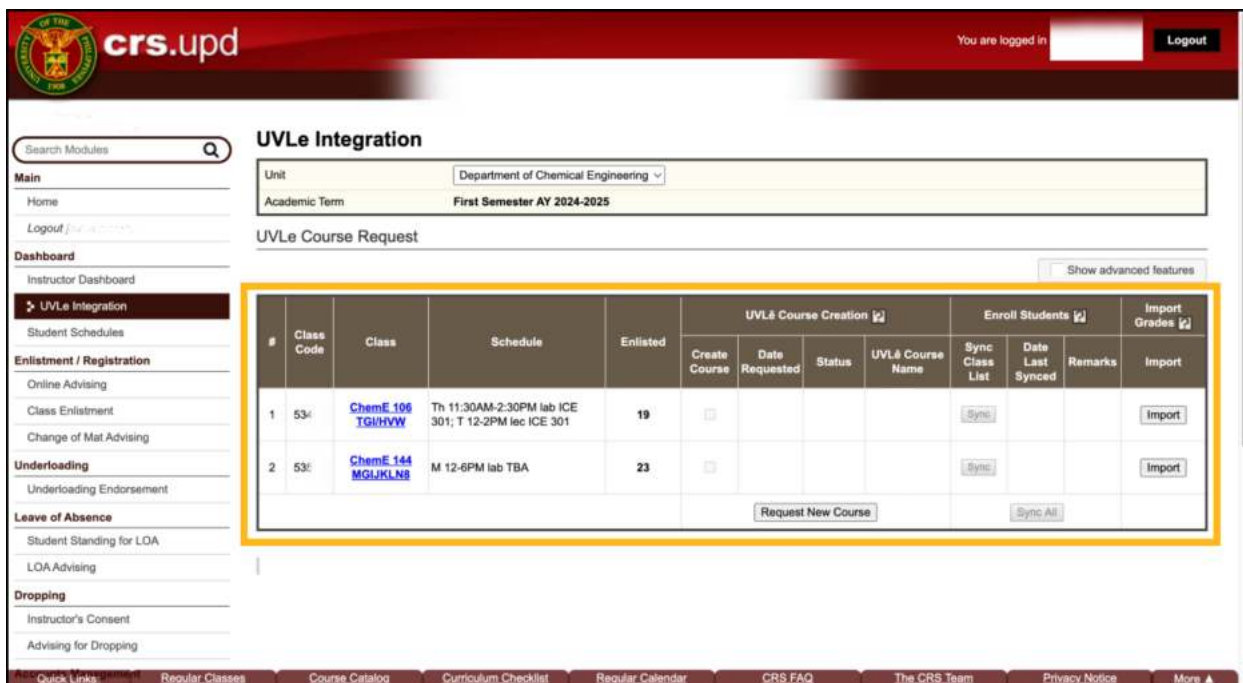 crs.upd
You are logged in
Logout
Search Modules
Main
Home
Logout
Dashboard
Instructor Dashboard
UVLe Integration
Student Schedules
Enlistment / Registration
Online Advising
Class Enlistment
Change of Mat Advising
Underloading
Underloading Endorsement
Leave of Absence
Student Standing for LOA
LOA Advising
Dropping
Instructor's Consent
Advising for Dropping
UVLe Integration
Unit Department of Chemical Engineering
Academic Term First Semester AY 2024-2025
UVLe Course Request
Show advanced features
UVLê Course Creation Enroll Students Import Grades
# Class Code Class Schedule Enlisted Create Course Date Requested Status UVLê Course Name Sync Class List Date Last Synced Remarks Import
1 534 ChemE 106 Th 11:30AM-2:30PM lab ICE 19 Sync Import
TGI/HVW 301; T 12-2PM lec ICE 301
2 535 ChemE 144 M 12-6PM lab TBA 23 Sync Import
MGIJKLN8
Request New Course Sync All
Quick Links: Regular Classes Course Catalog Curriculum Checklist Regular Calendar CRS FAQ The CRS Team Privacy Notice More ▲